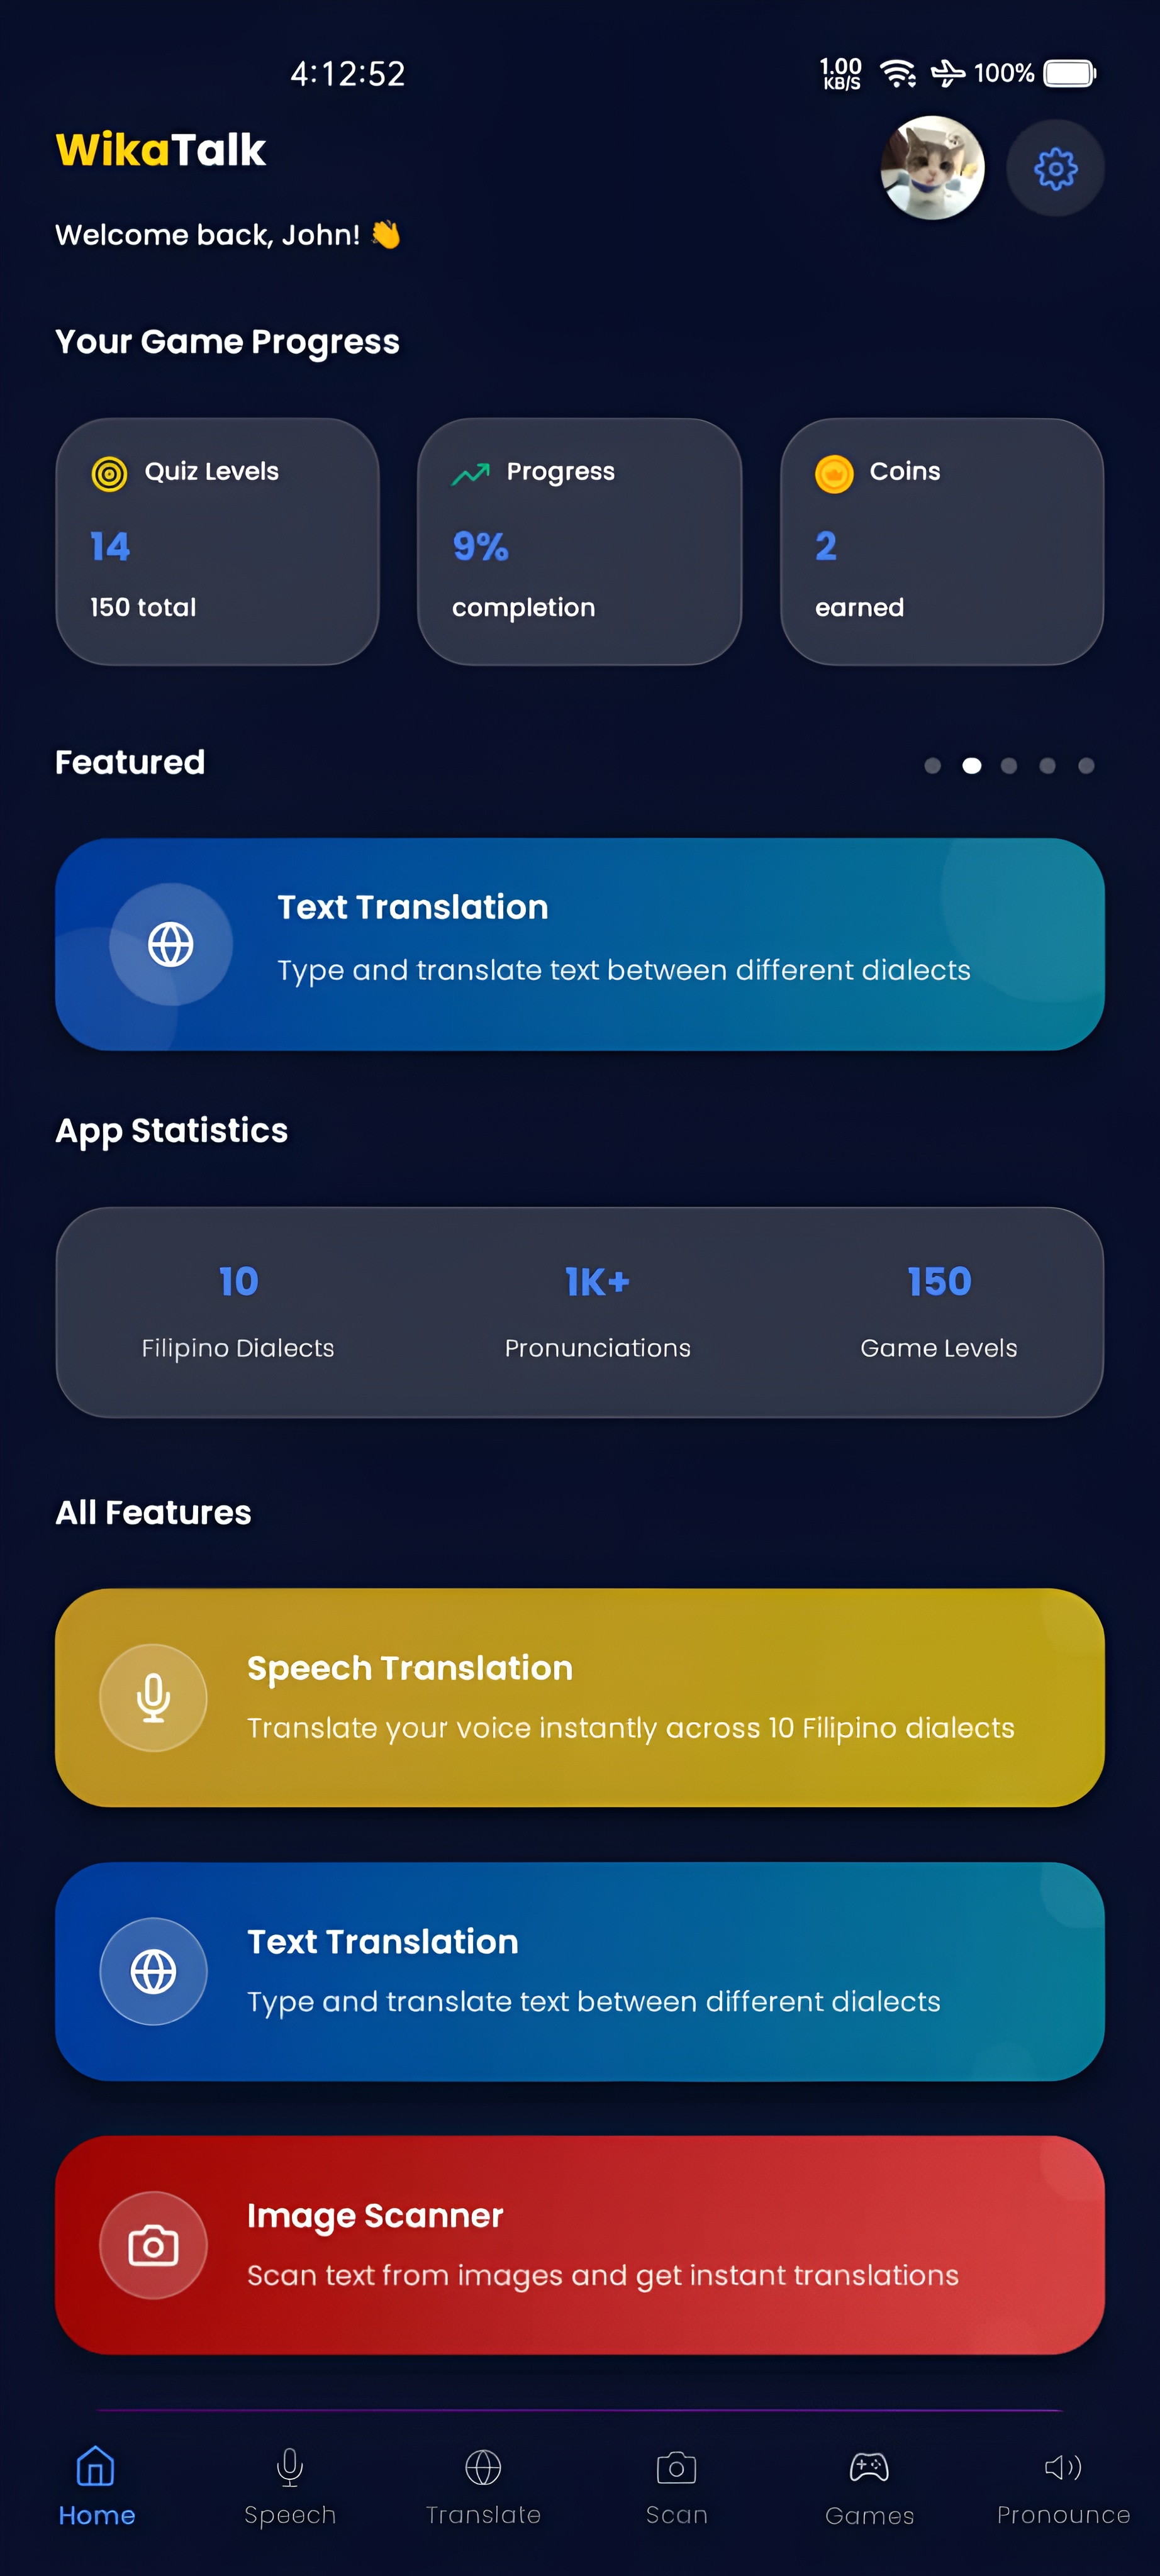 4:12:52
1.00 KB/S 100%
WikaTalk
Welcome back, John! 👋
Your Game Progress
Quiz Levels
14
150 total
Progress
9%
completion
Coins
2
earned
Featured
Text Translation
Type and translate text between different dialects
App Statistics
10
Filipino Dialects
1K+
Pronunciations
150
Game Levels
All Features
Speech Translation
Translate your voice instantly across 10 Filipino dialects
Text Translation
Type and translate text between different dialects
Image Scanner
Scan text from images and get instant translations
Home
Speech
Translate
Scan
Games
Pronounce